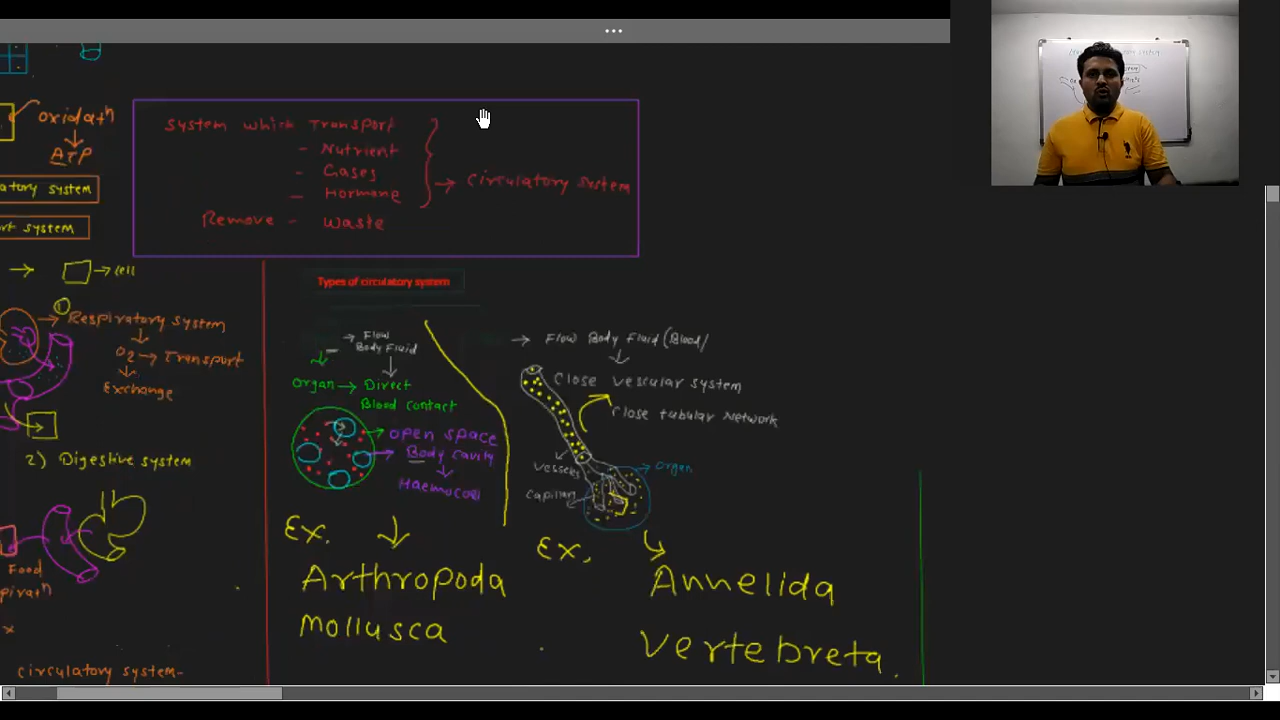 oxidatⁿ
ATP
atory system
rt system
→ cell
① → Respiratory system
O2 → Transport
Exchange
2) Digestive system
Food
piratⁿ
x
circulatory system-
system which Transport
- Nutrient
- Gases
- Hormone
→ circulatory system
Remove - waste
Types of circulatory system
→ Flow
Body Fluid
Organ → Direct
Blood contact
open space
Body cavity
Haemocoel
Ex.
Arthropoda
Mollusca
→ Flow Body Fluid (Blood/
Close vescular system
Close tubular Network
Vessels
Capillary
Organ
Ex.
Annelida
Vertebreta.